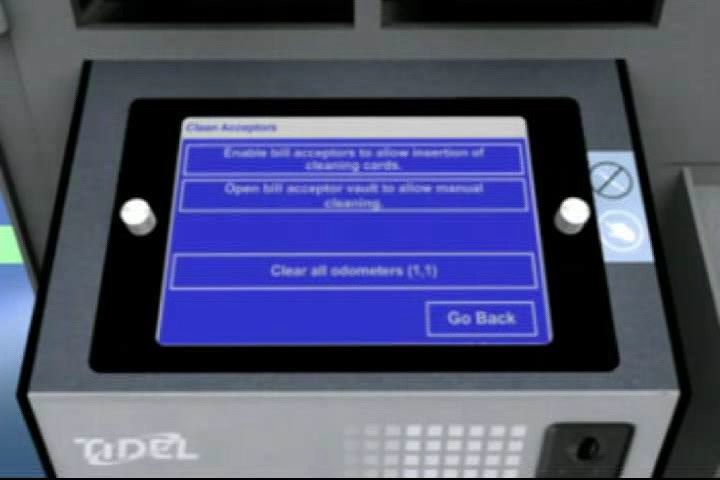 Clean Acceptors
Enable bill acceptors to allow insertion of
cleaning cards.
Open bill acceptor vault to allow manual
cleaning.
Clear all odometers (1,1)
Go Back
TIDEL